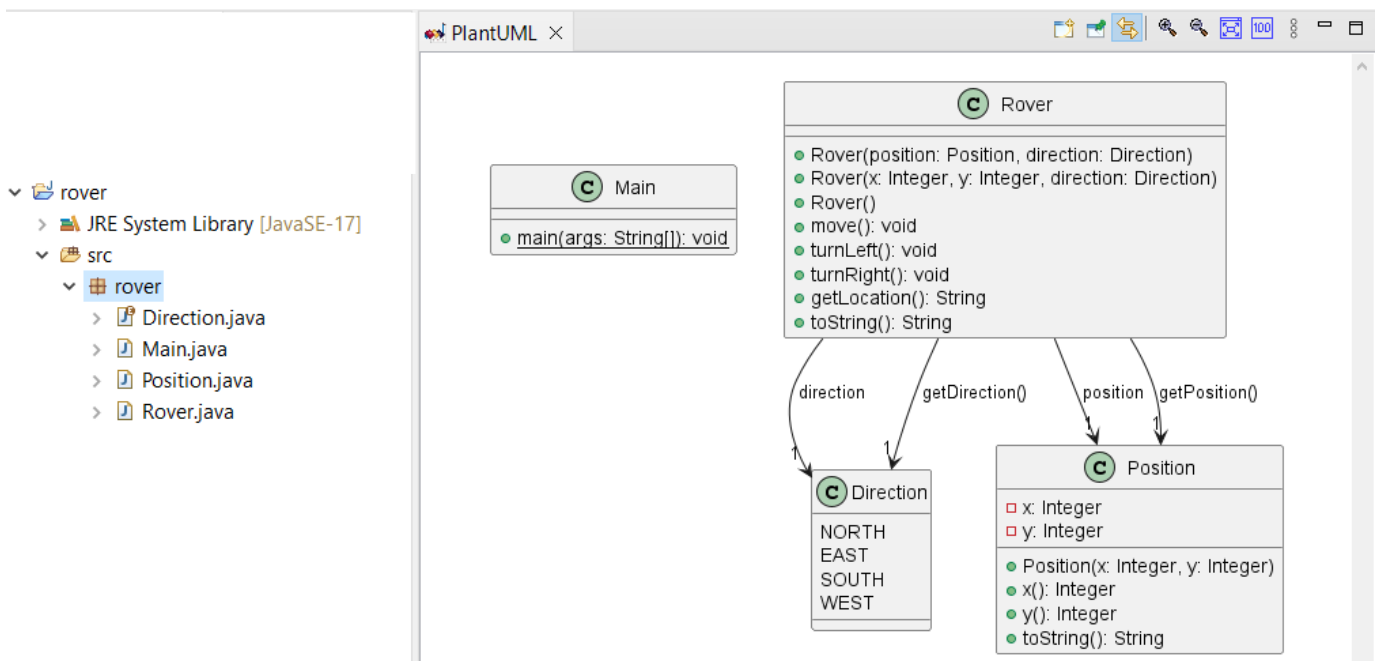 PlantUML
100
rover
JRE System Library [JavaSE-17]
src
rover
Direction.java
Main.java
Position.java
Rover.java
C Main
main(args: String[]): void
C Rover
Rover(position: Position, direction: Direction)
Rover(x: Integer, y: Integer, direction: Direction)
Rover()
move(): void
turnLeft(): void
turnRight(): void
getLocation(): String
toString(): String
direction
getDirection()
position
getPosition()
1
1
1
1
C Direction
NORTH
EAST
SOUTH
WEST
C Position
x: Integer
y: Integer
Position(x: Integer, y: Integer)
x(): Integer
y(): Integer
toString(): String